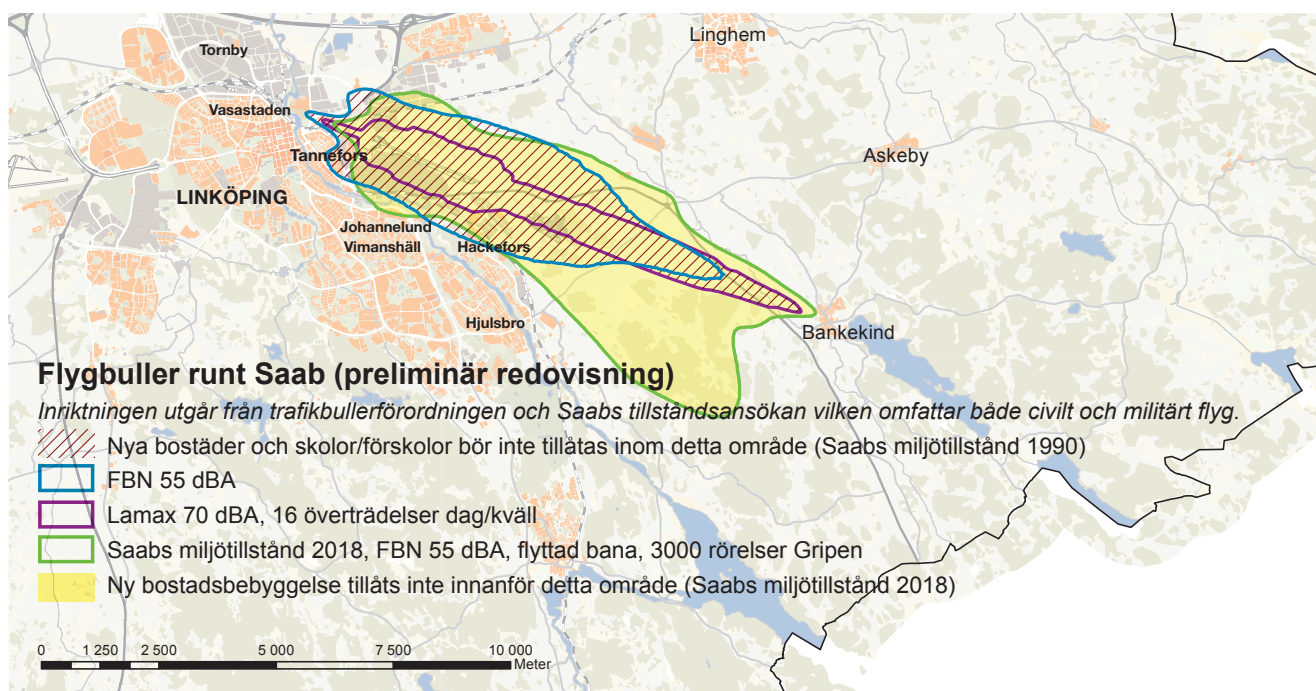 Linghem
Tornby
Vasastaden
Tannefors
Askeby
LINKÖPING
Johannelund
Vimanshäll
Hackefors
Hjulsbro
Bankekind
Flygbuller runt Saab (preliminär redovisning)
Inriktningen utgår från trafikbullerförordningen och Saabs tillståndsansökan vilken omfattar både civilt och militärt flyg.
Nya bostäder och skolor/förskolor bör inte tillåtas inom detta område (Saabs miljötillstånd 1990)
FBN 55 dBA
Lamax 70 dBA, 16 överträdelser dag/kväll
Saabs miljötillstånd 2018, FBN 55 dBA, flyttad bana, 3000 rörelser Gripen
Ny bostadsbebyggelse tillåts inte innanför detta område (Saabs miljötillstånd 2018)
0 1 250 2 500 5 000 7 500 10 000
Meter